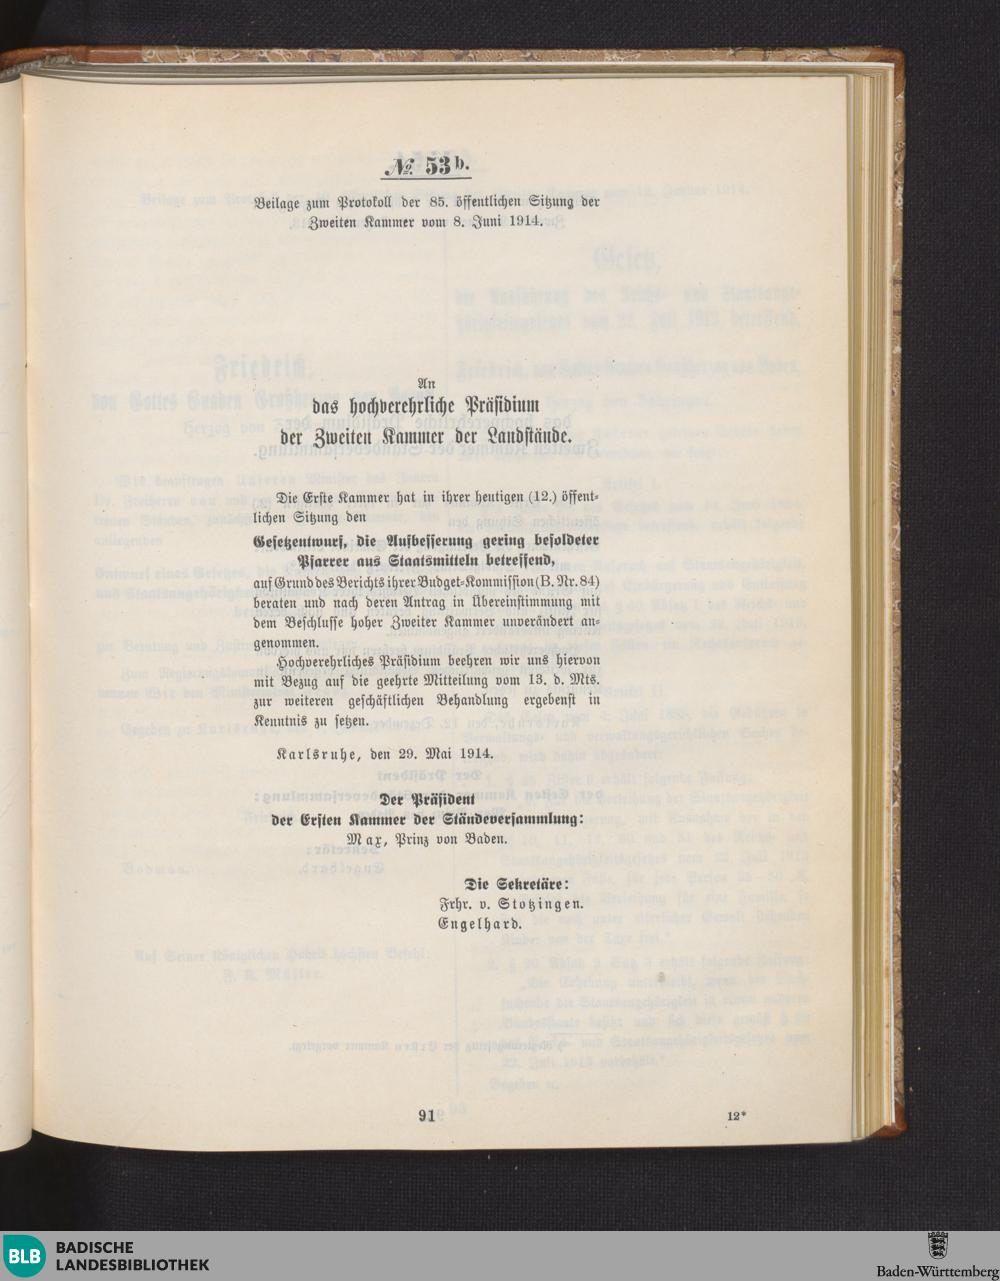 № 53b.
Beilage zum Protokoll der 85. öffentlichen Sitzung der
Zweiten Kammer vom 8. Juni 1914.
An
das hochverehrliche Präsidium
der Zweiten Kammer der Landstände.
Die Erste Kammer hat in ihrer heutigen (12.) öffent-
lichen Sitzung den
Gesetzentwurf, die Aufbesserung gering besoldeter
Pfarrer aus Staatsmitteln betreffend,
auf Grund des Berichts ihrer Budget-Kommission (B. Nr. 84)
beraten und nach deren Antrag in Übereinstimmung mit
dem Beschlusse hoher Zweiter Kammer unverändert an-
genommen.
Hochverehrliches Präsidium beehren wir uns hiervon
mit Bezug auf die geehrte Mitteilung vom 13. d. Mts.
zur weiteren geschäftlichen Behandlung ergebenst in
Kenntnis zu setzen.
Karlsruhe, den 29. Mai 1914.
Der Präsident
der Ersten Kammer der Ständeversammlung:
Max, Prinz von Baden.
Die Sekretäre:
Frhr. v. Stotzingen.
Engelhard.
91
12*
BLB BADISCHE
LANDESBIBLIOTHEK
Baden-Württemberg